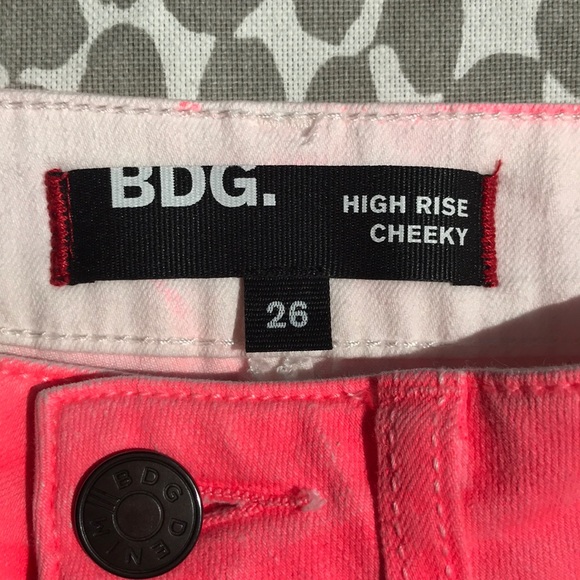 BDG.
HIGH RISE
CHEEKY
26
BDG DENIM